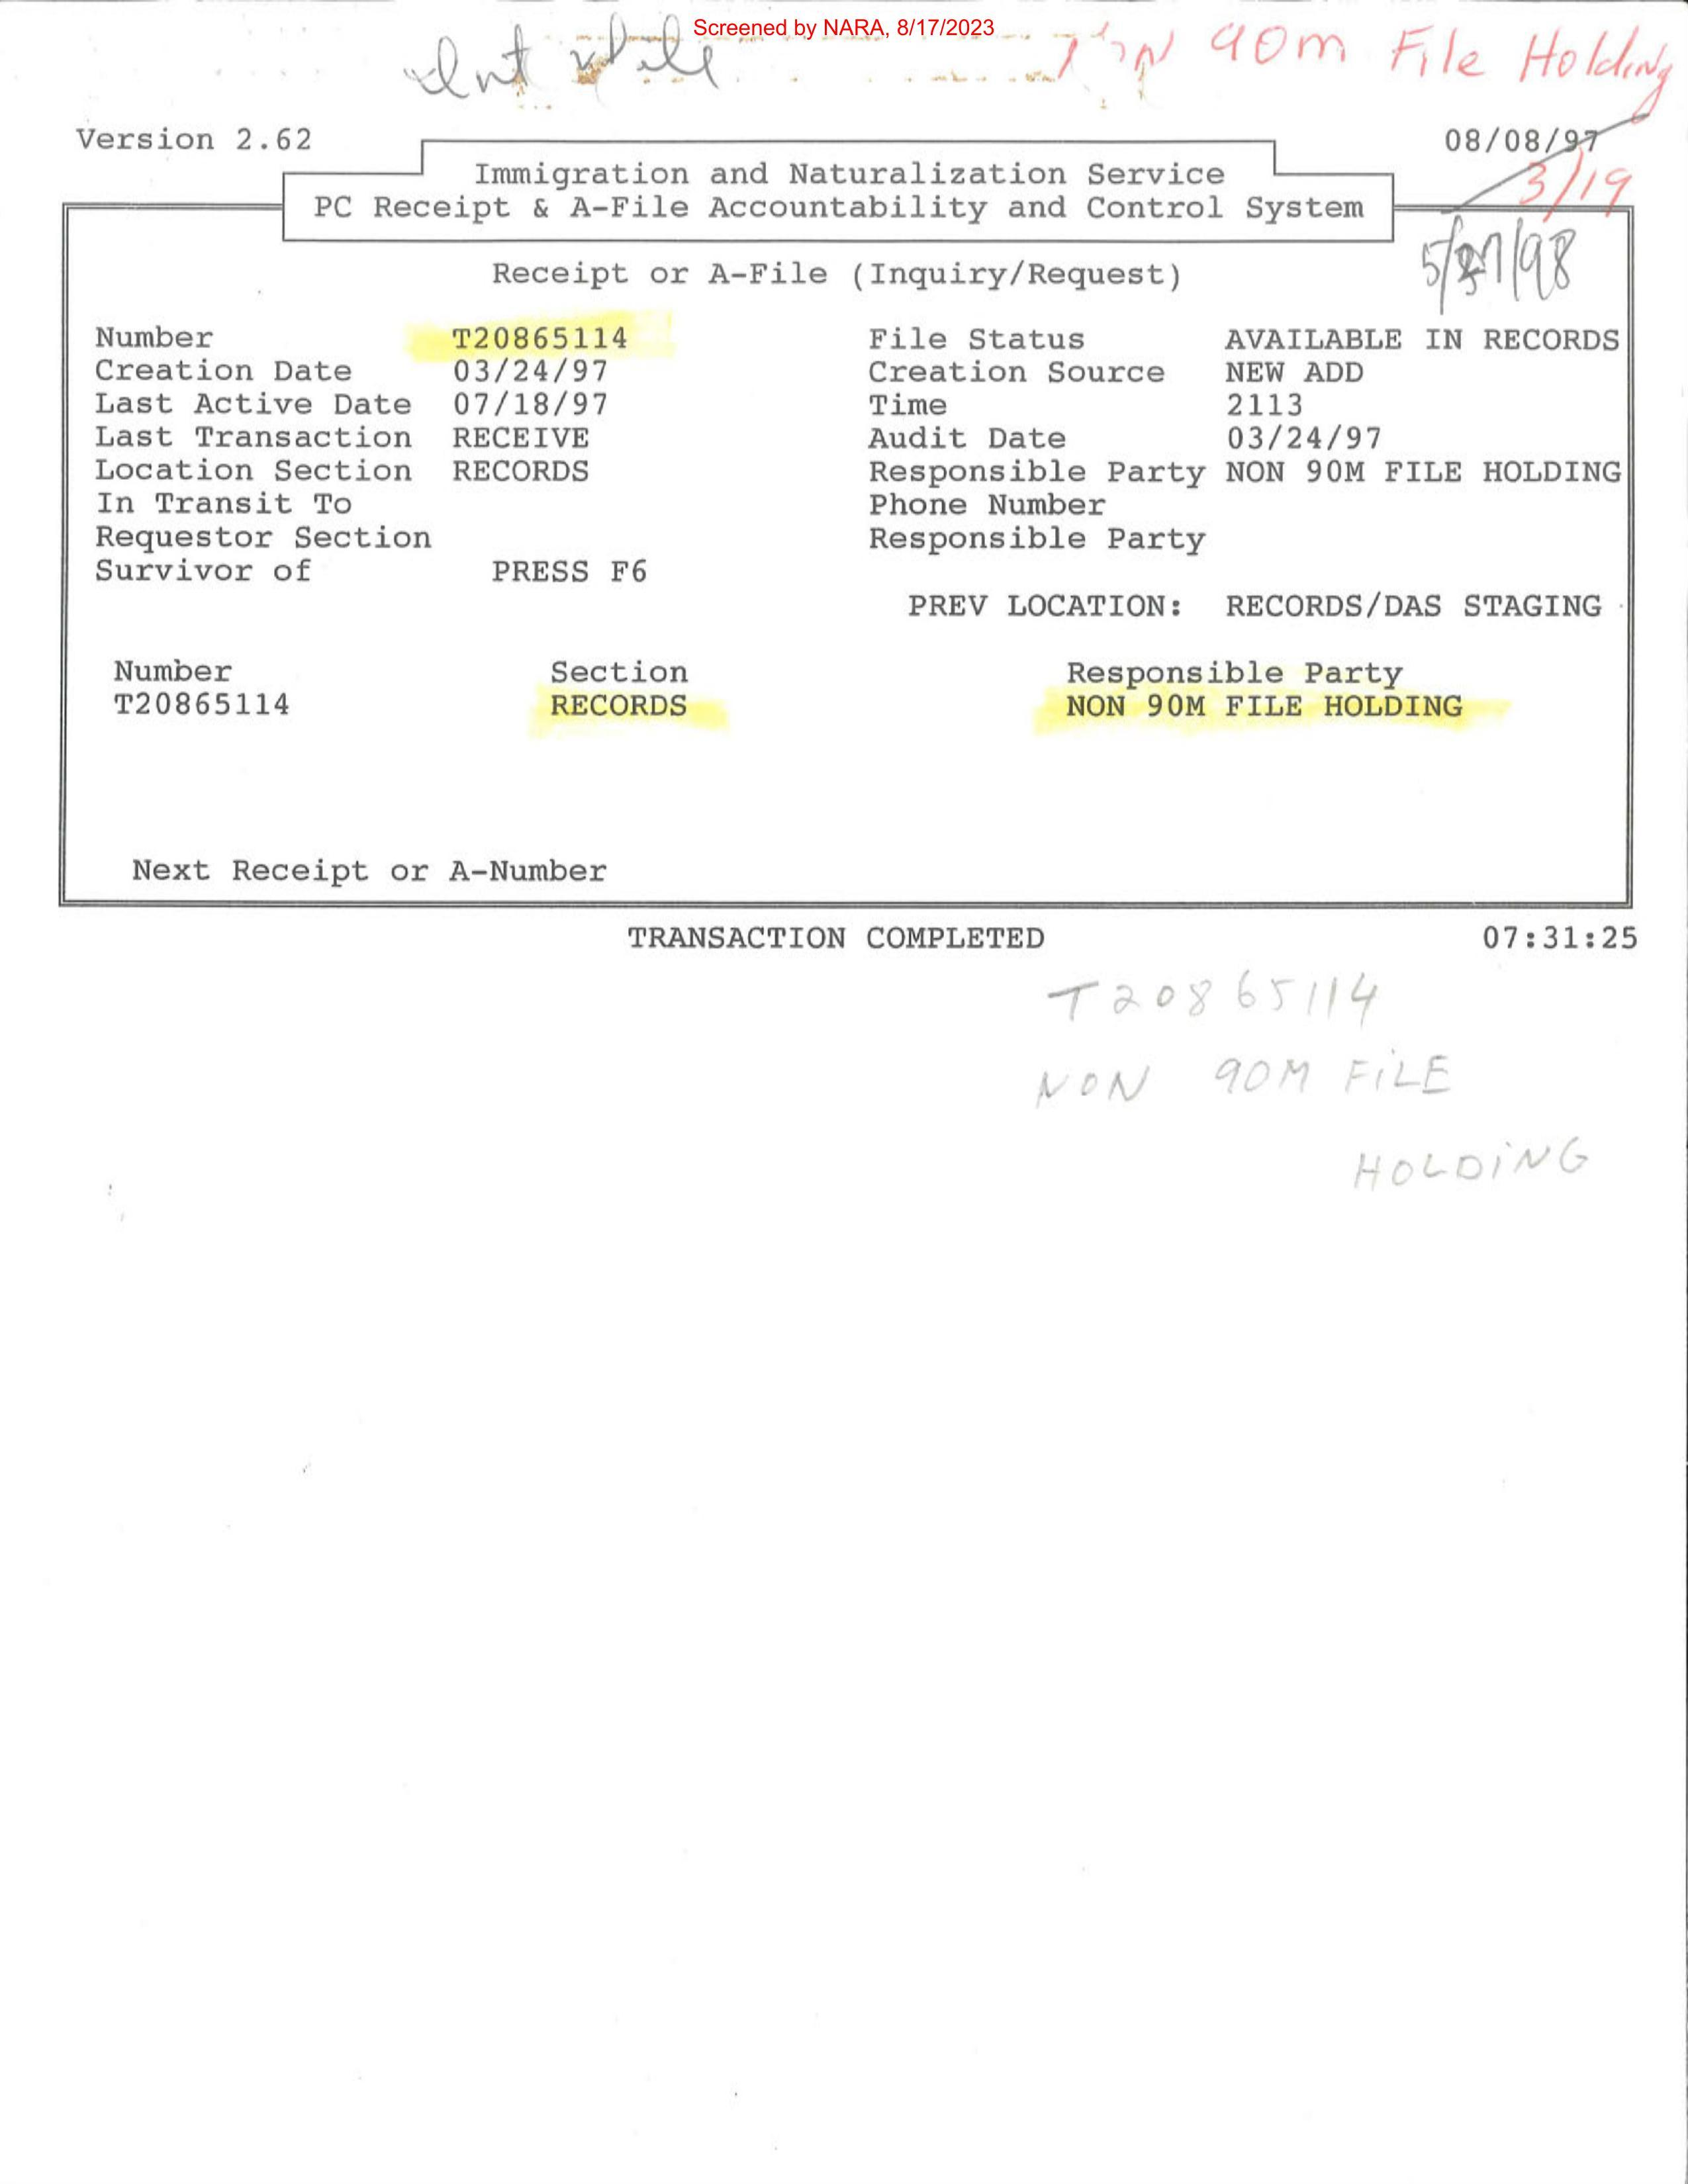 Screened by NARA, 8/17/2023
90m File Holding
Version 2.62
08/08/97
3/19
Immigration and Naturalization Service
PC Receipt & A-File Accountability and Control System
/98
Receipt or A-File (Inquiry/Request)
Number T20865114 File Status AVAILABLE IN RECORDS
Creation Date 03/24/97 Creation Source NEW ADD
Last Active Date 07/18/97 Time 2113
Last Transaction RECEIVE Audit Date 03/24/97
Location Section RECORDS Responsible Party NON 90M FILE HOLDING
In Transit To Phone Number
Requestor Section Responsible Party
Survivor of PRESS F6
PREV LOCATION: RECORDS/DAS STAGING
Number Section Responsible Party
T20865114 RECORDS NON 90M FILE HOLDING
Next Receipt or A-Number
TRANSACTION COMPLETED 07:31:25
T20865114
NON 90M FILE
HOLDING